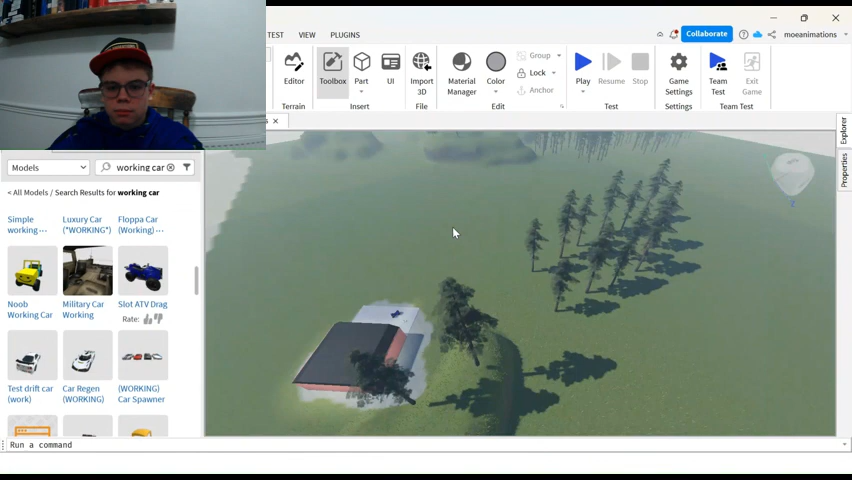 TEST VIEW PLUGINS
Collaborate
moeanimations
Editor
Toolbox
Part
UI
Import
3D
Material
Manager
Color
Group
Lock
Anchor
Play
Resume
Stop
Game
Settings
Team
Test
Exit
Game
Terrain
Insert
File
Edit
Test
Settings
Team Test
Explorer
Properties
Models
working car
< All Models / Search Results for working car
Simple
working ...
Luxury Car
(*WORKING*)
Floppa Car
(Working) ...
Noob
Working Car
Military Car
Working
Slot ATV Drag
Rate:
Test drift car
(work)
Car Regen
(WORKING)
(WORKING)
Car Spawner
Z
Run a command